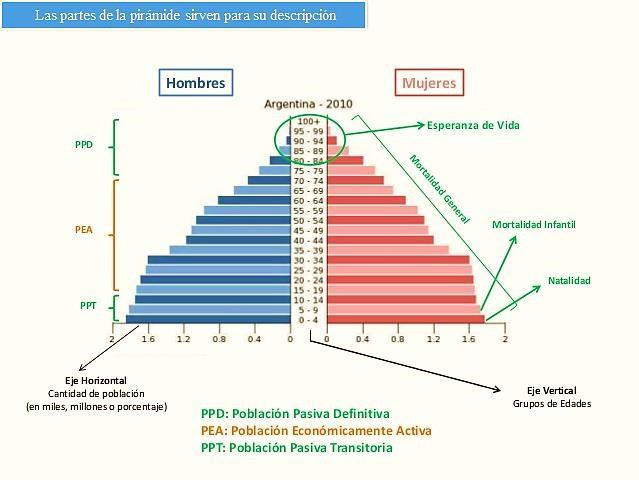 Las partes de la pirámide sirven para su descripción
Hombres
Mujeres
Argentina - 2010
100+
95 - 99
90 - 94
85 - 89
80 - 84
75 - 79
70 - 74
65 - 69
60 - 64
55 - 59
50 - 54
45 - 49
40 - 44
35 - 39
30 - 34
25 - 29
20 - 24
15 - 19
10 - 14
5 - 9
0 - 4
PPD
PEA
PPT
Esperanza de Vida
Mortalidad General
Mortalidad Infantil
Natalidad
2 1.6 1.2 0.8 0.4 0 0 0.4 0.8 1.2 1.6 2
Eje Horizontal
Cantidad de población
(en miles, millones o porcentaje)
Eje Vertical
Grupos de Edades
PPD: Población Pasiva Definitiva
PEA: Población Económicamente Activa
PPT: Población Pasiva Transitoria